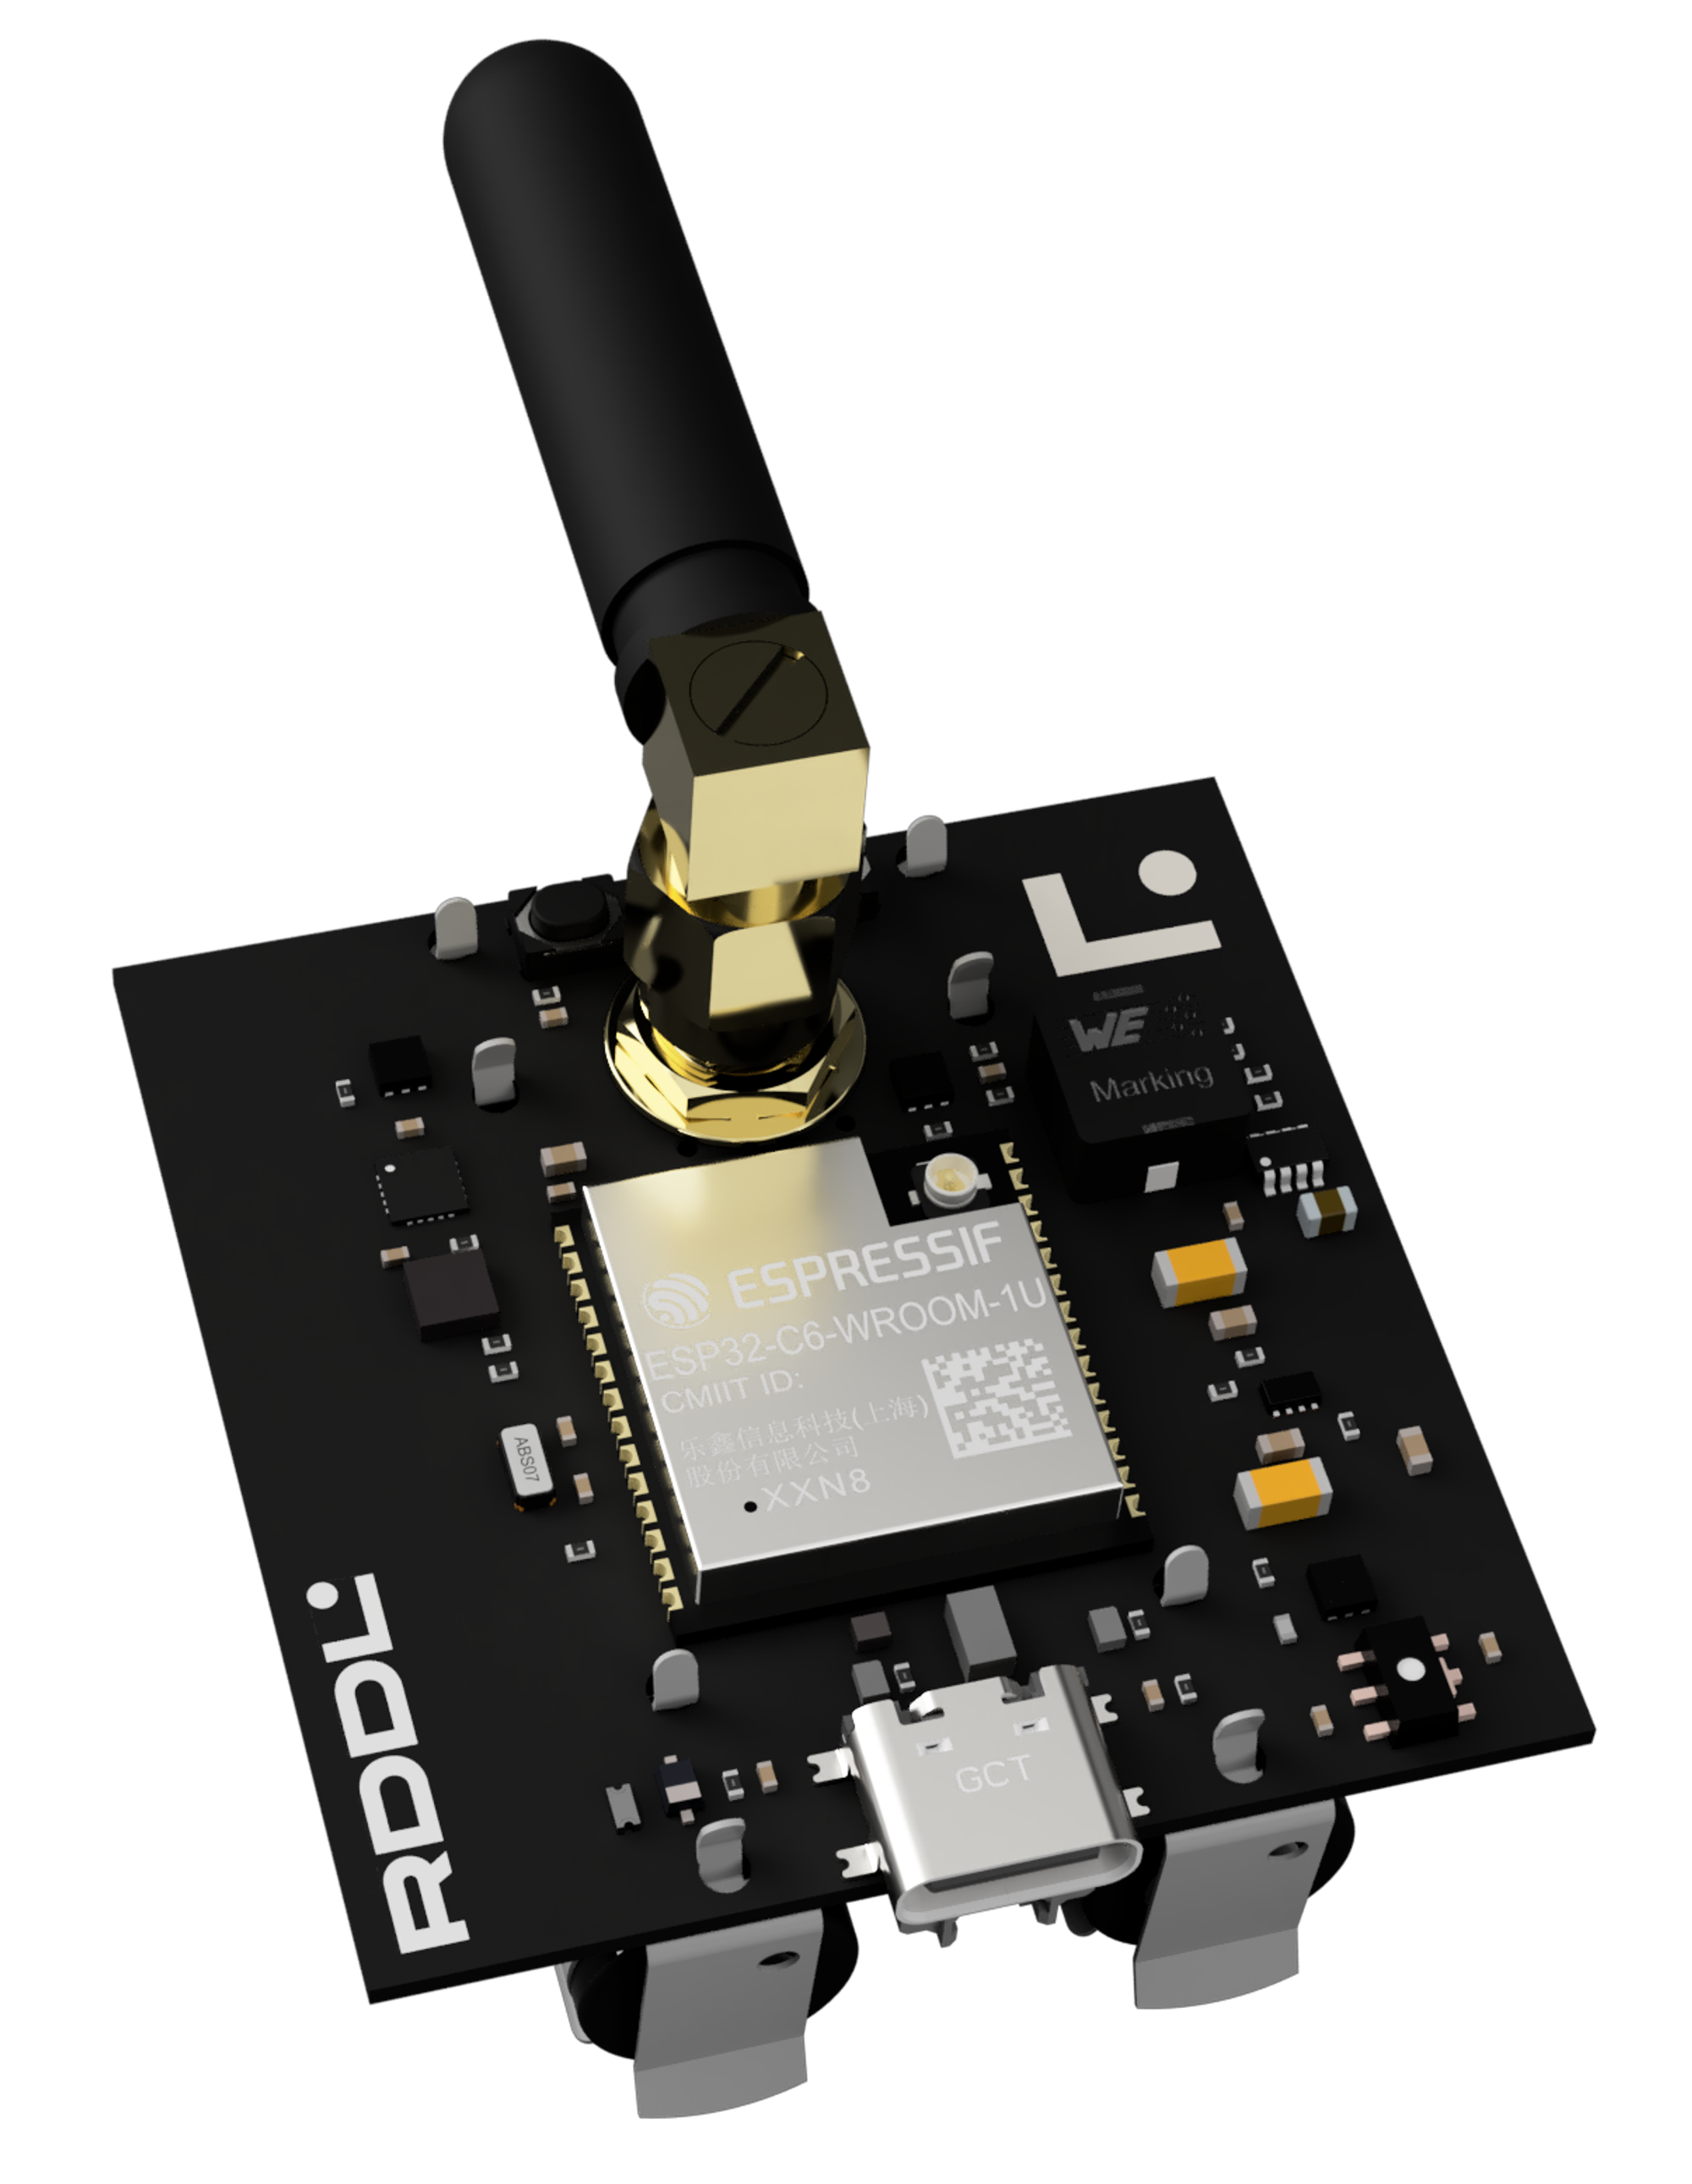 WE
Marking
ESPRESSIF
ESP32-C6-WROOM-1U
CMIIT ID:
乐鑫信息科技(上海)
股份有限公司
XXN8
ABS07
RDDL
GCT